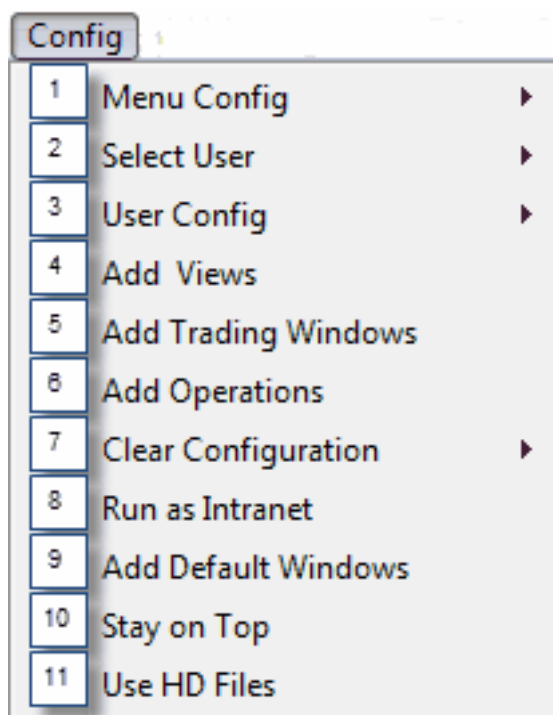 Config
1 Menu Config
2 Select User
3 User Config
4 Add Views
5 Add Trading Windows
6 Add Operations
7 Clear Configuration
8 Run as Intranet
9 Add Default Windows
10 Stay on Top
11 Use HD Files